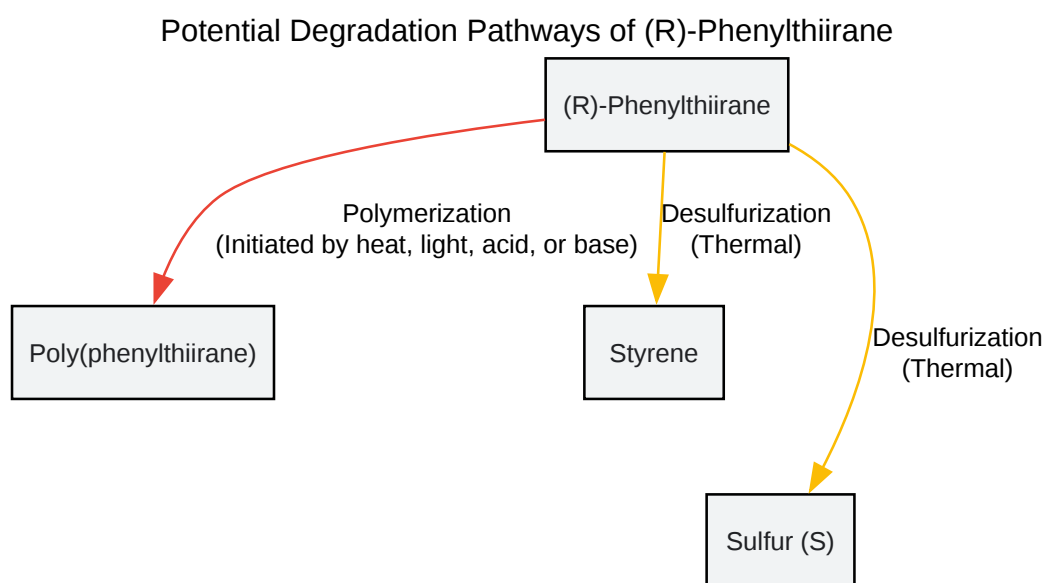 Potential Degradation Pathways of (R)-Phenylthiirane
(R)-Phenylthiirane
Polymerization
(Initiated by heat, light, acid, or base)
Desulfurization
(Thermal)
Poly(phenylthiirane)
Styrene
Desulfurization
(Thermal)
Sulfur (S)